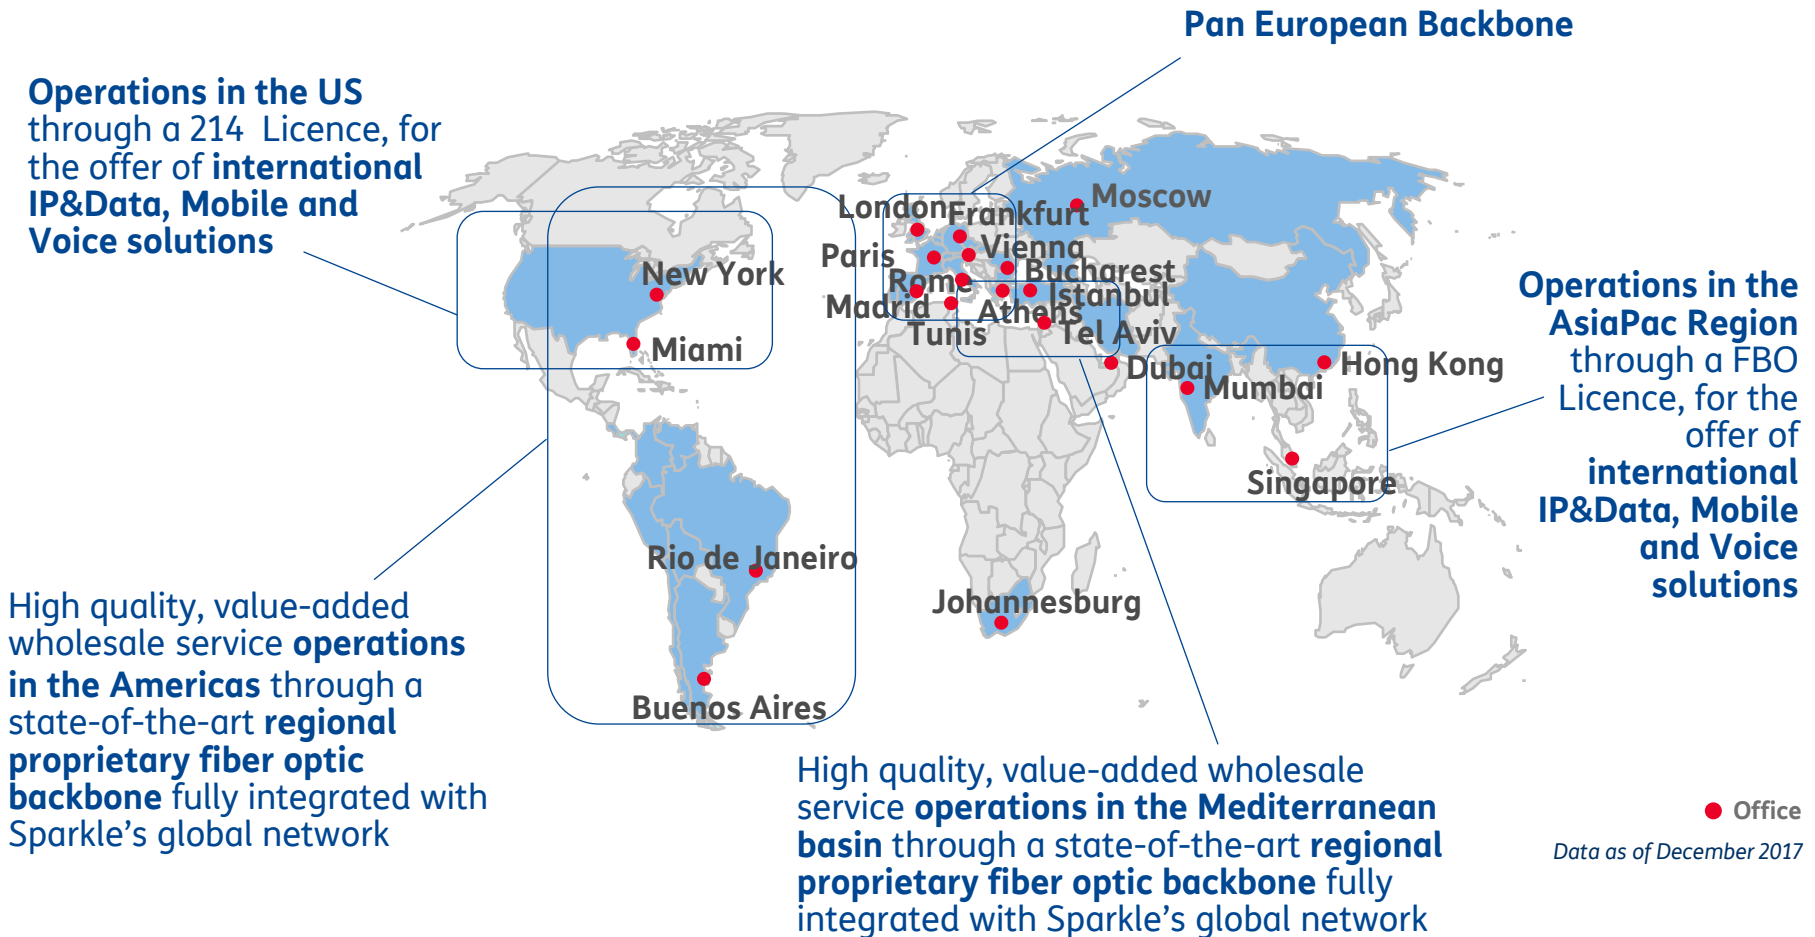 Pan European Backbone
Operations in the US
through a 214 Licence, for
the offer of international
IP&Data, Mobile and
Voice solutions
London
Frankfurt
Moscow
Paris
Vienna
Rome
Bucharest
Madrid
Athens
Istanbul
Tunis
Tel Aviv
New York
Miami
Dubai
Mumbai
Hong Kong
Singapore
Rio de Janeiro
Johannesburg
Buenos Aires
Operations in the
AsiaPac Region
through a FBO
Licence, for the
offer of
international
IP&Data, Mobile
and Voice
solutions
High quality, value-added
wholesale service operations
in the Americas through a
state-of-the-art regional
proprietary fiber optic
backbone fully integrated with
Sparkle’s global network
High quality, value-added wholesale
service operations in the Mediterranean
basin through a state-of-the-art regional
proprietary fiber optic backbone fully
integrated with Sparkle’s global network
Office
Data as of December 2017